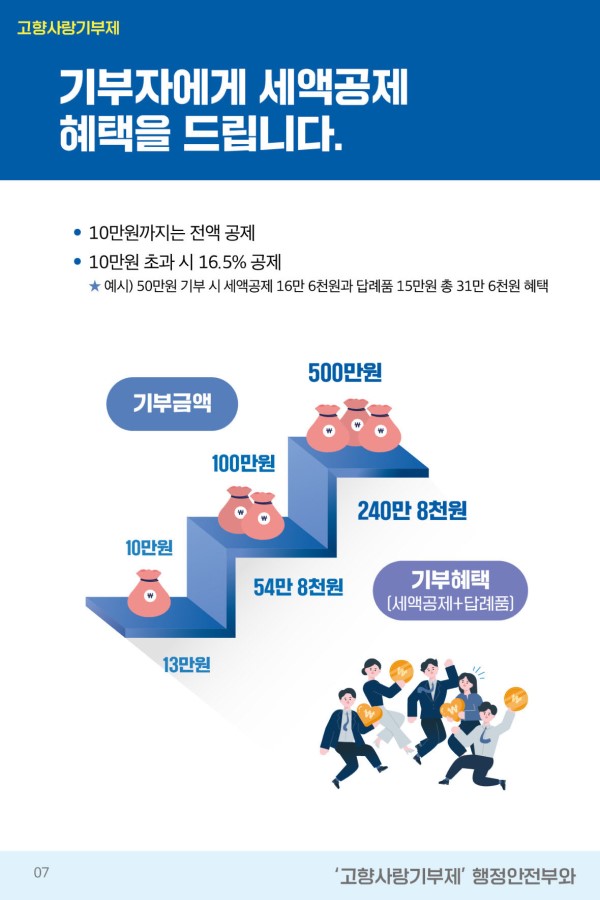 고향사랑기부제
기부자에게 세액공제
혜택을 드립니다.
• 10만원까지는 전액 공제
• 10만원 초과 시 16.5% 공제
★ 예시) 50만원 기부 시 세액공제 16만 6천원과 답례품 15만원 총 31만 6천원 혜택
500만원
기부금액
100만원
240만 8천원
10만원
54만 8천원
기부혜택
(세액공제+답례품)
13만원
07
‘고향사랑기부제’ 행정안전부와